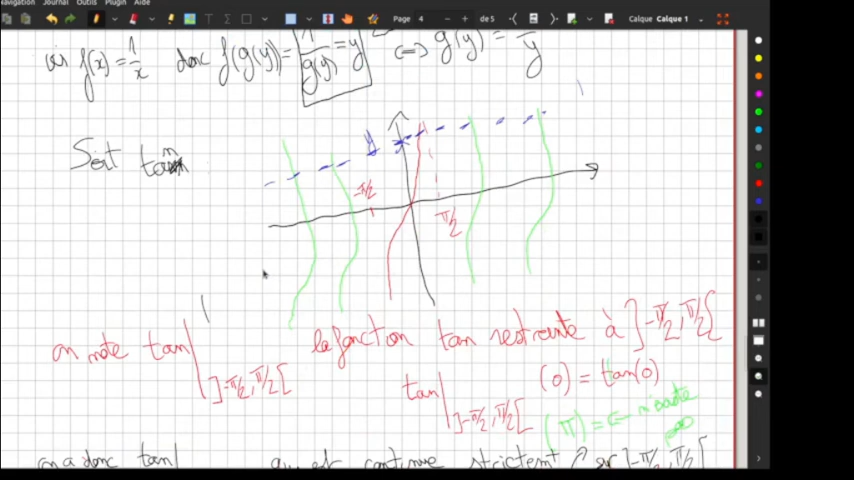 Navigation Journal Outils Plugin Aide
Page 4 de 5 Calque Calque 1
f(x) = 1/x donc f(g(y)) = 1/g(y) = y ⟺ g(y) = 1/y
Soit tan
y
-π/2
π/2
on note tan|]-π/2, π/2[ la fonction tan restreinte à ]-π/2, π/2[
tan|]-π/2, π/2[ (0) = tan(0)
(π) = ← n'existe pas
on a donc tan| qui est continue strictemt ↗ sur ]-π/2, π/2[